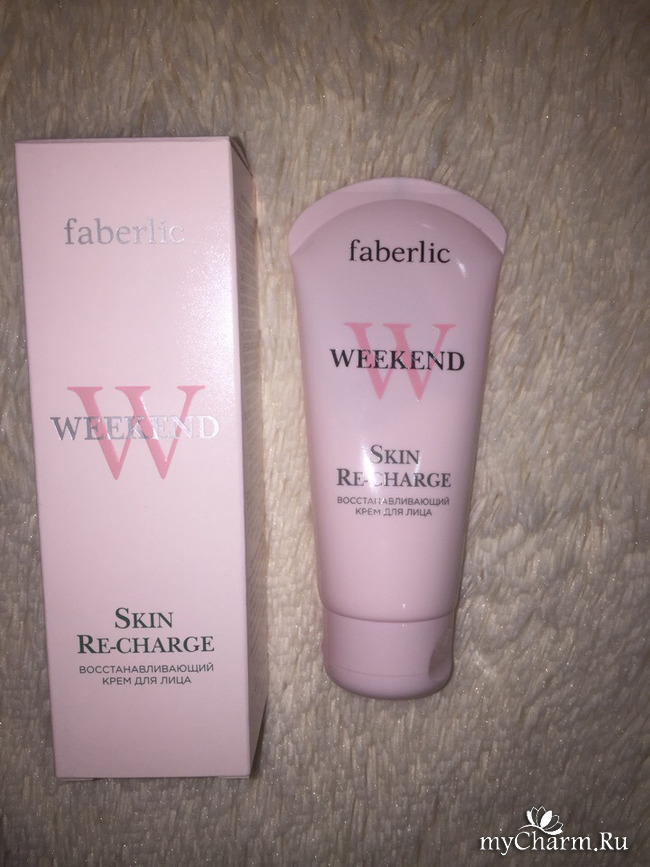 faberlic
W
WEEKEND
SKIN
RE-CHARGE
ВОССТАНАВЛИВАЮЩИЙ
КРЕМ ДЛЯ ЛИЦА
faberlic
W
WEEKEND
SKIN
RE-CHARGE
ВОССТАНАВЛИВАЮЩИЙ
КРЕМ ДЛЯ ЛИЦА
myCharm.Ru